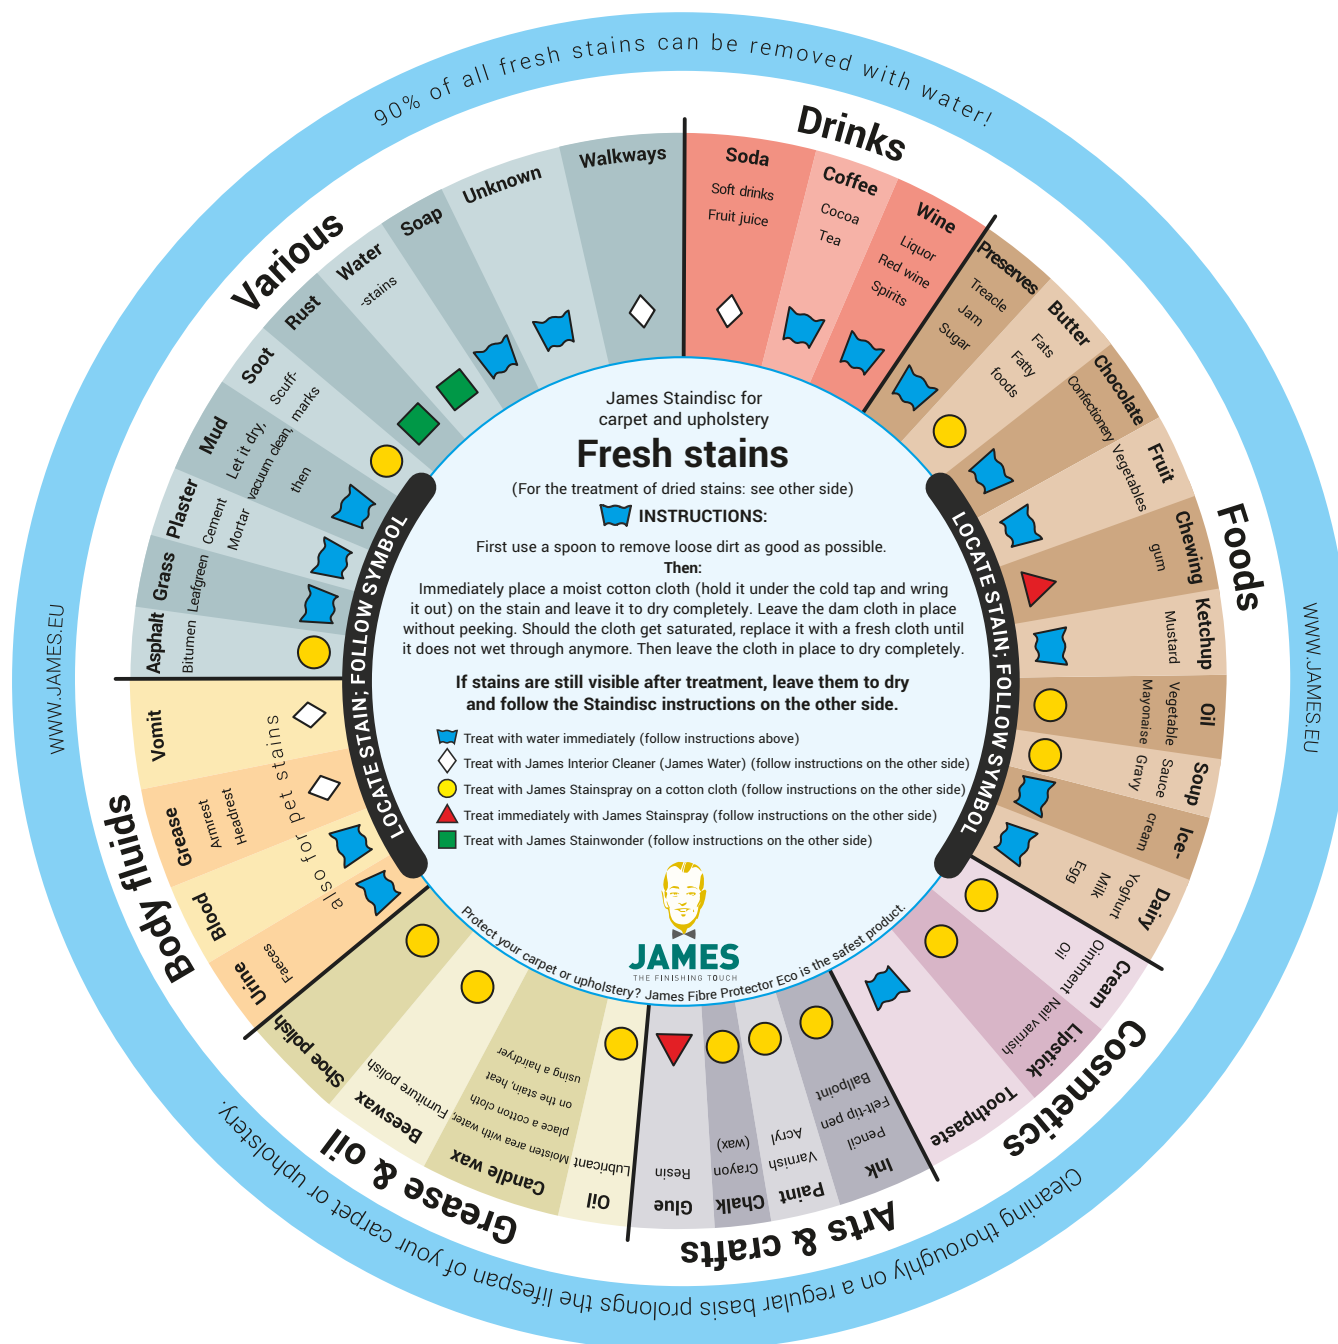 90% of all fresh stains can be removed with water!
WWW.JAMES.EU
Cleaning thoroughly on a regular basis prolongs the lifespan of your carpet or upholstery.
WWW.JAMES.EU
Drinks
Soda
Soft drinks
Fruit juice
Coffee
Cocoa
Tea
Wine
Liquor
Red wine
Spirits
Foods
Preserves
Treacle
Jam
Sugar
Butter
Fats
Fatty
foods
Chocolate
Confectionery
Fruit
Vegetables
Chewing
gum
Ketchup
Mustard
Oil
Vegetable
Mayonaise
Soup
Sauce
Gravy
Ice-
cream
Dairy
Yoghurt
Milk
Egg
Cosmetics
Cream
Ointment
Oil
Lipstick
Nail varnish
Toothpaste
Arts & crafts
Ink
Pencil
Felt-tip pen
Ballpoint
Paint
Varnish
Acryl
Chalk
Crayon
(wax)
Glue
Resin
Grease & oil
Oil
Lubricant
Candle wax
Moisten area with water,
place a cotton cloth
on the stain, heat
using a hairdryer
Beeswax
Furniture polish
Shoe polish
Body fluids
Urine
Faeces
Blood
Grease
Armrest
Headrest
Vomit
also for pet stains
Various
Asphalt
Bitumen
Grass
Leafgreen
Plaster
Cement
Mortar
Mud
Let it dry,
vacuum clean,
then
Soot
Scuff-
marks
Rust
Water
-stains
Soap
Unknown
Walkways
LOCATE STAIN; FOLLOW SYMBOL
LOCATE STAIN; FOLLOW SYMBOL
James Staindisc for
carpet and upholstery
Fresh stains
(For the treatment of dried stains: see other side)
INSTRUCTIONS:
First use a spoon to remove loose dirt as good as possible.
Then:
Immediately place a moist cotton cloth (hold it under the cold tap and wring
it out) on the stain and leave it to dry completely. Leave the dam cloth in place
without peeking. Should the cloth get saturated, replace it with a fresh cloth until
it does not wet through anymore. Then leave the cloth in place to dry completely.
If stains are still visible after treatment, leave them to dry
and follow the Staindisc instructions on the other side.
Treat with water immediately (follow instructions above)
Treat with James Interior Cleaner (James Water) (follow instructions on the other side)
Treat with James Stainspray on a cotton cloth (follow instructions on the other side)
Treat immediately with James Stainspray (follow instructions on the other side)
Treat with James Stainwonder (follow instructions on the other side)
JAMES
THE FINISHING TOUCH
Protect your carpet or upholstery? James Fibre Protector Eco is the safest product.